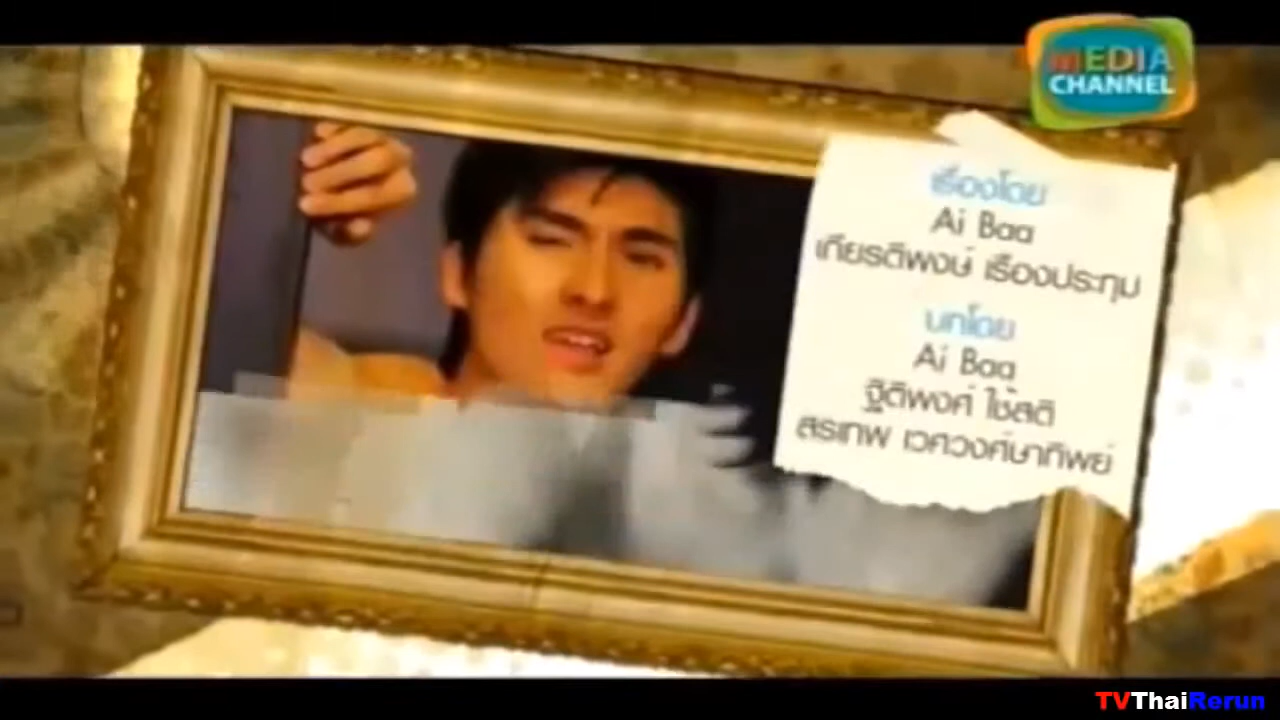 MEDIA
CHANNEL
เรื่องโดย
Ai Baa
เกียรติพงษ์ เรืองประทุม
บทโดย
Ai Baa
ฐิติพงศ์ ใช้สติ
สรเทพ เวศวงศ์ษาทิพย์
TVThaiRerun